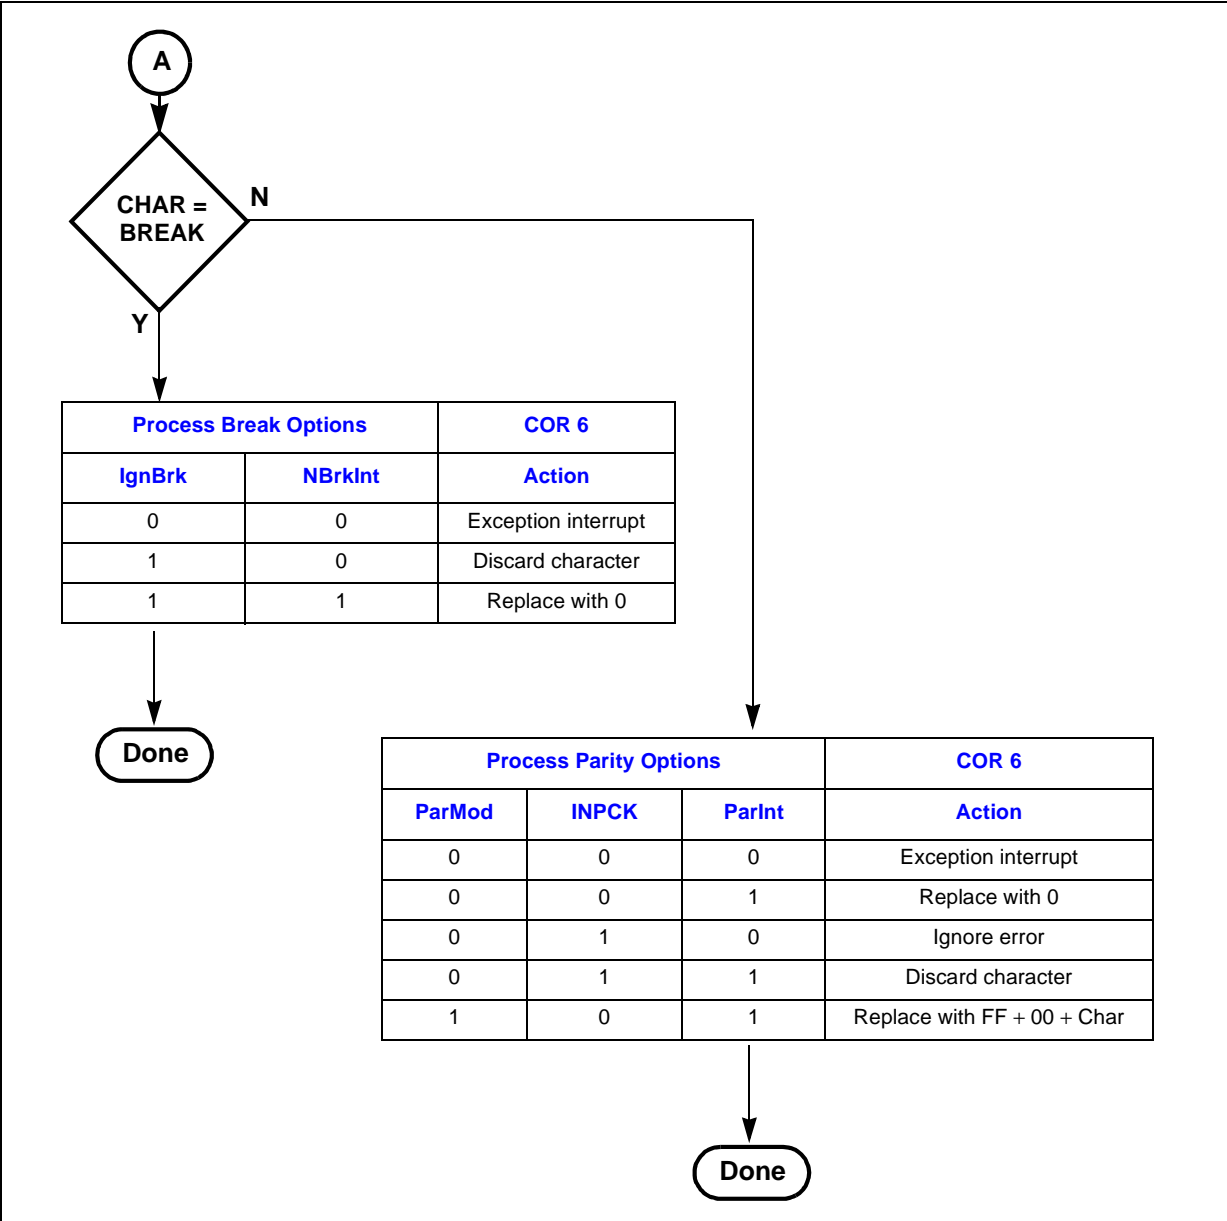 A
CHAR =
BREAK
N
Y
Process Break Options COR 6
IgnBrk NBrkInt Action
0 0 Exception interrupt
1 0 Discard character
1 1 Replace with 0
Done
Process Parity Options COR 6
ParMod INPCK ParInt Action
0 0 0 Exception interrupt
0 0 1 Replace with 0
0 1 0 Ignore error
0 1 1 Discard character
1 0 1 Replace with FF + 00 + Char
Done